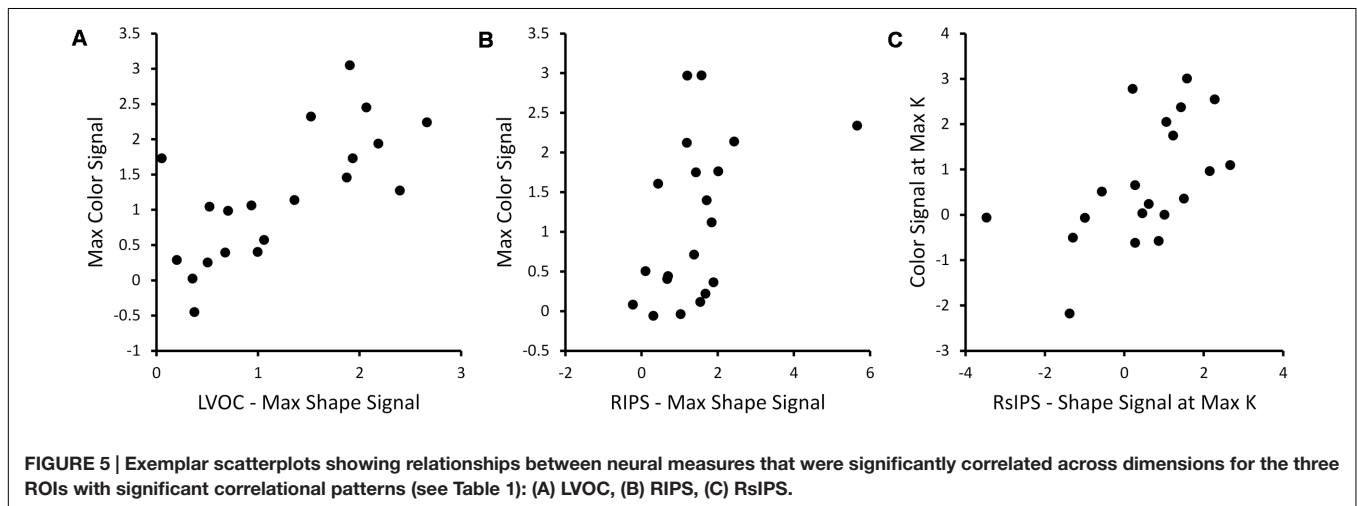 A
3.5
3
2.5
2
1.5
1
0.5
0
-0.5
-1
Max Color Signal
0 1 2 3
LVOC - Max Shape Signal
B
3.5
3
2.5
2
1.5
1
0.5
0
-0.5
Max Color Signal
-2 0 2 4 6
RIPS - Max Shape Signal
C
4
3
2
1
0
-1
-2
-3
Color Signal at Max K
-4 -2 0 2 4
RsIPS - Shape Signal at Max K
FIGURE 5 | Exemplar scatterplots showing relationships between neural measures that were significantly correlated across dimensions for the three
ROIs with significant correlational patterns (see Table 1): (A) LVOC, (B) RIPS, (C) RsIPS.